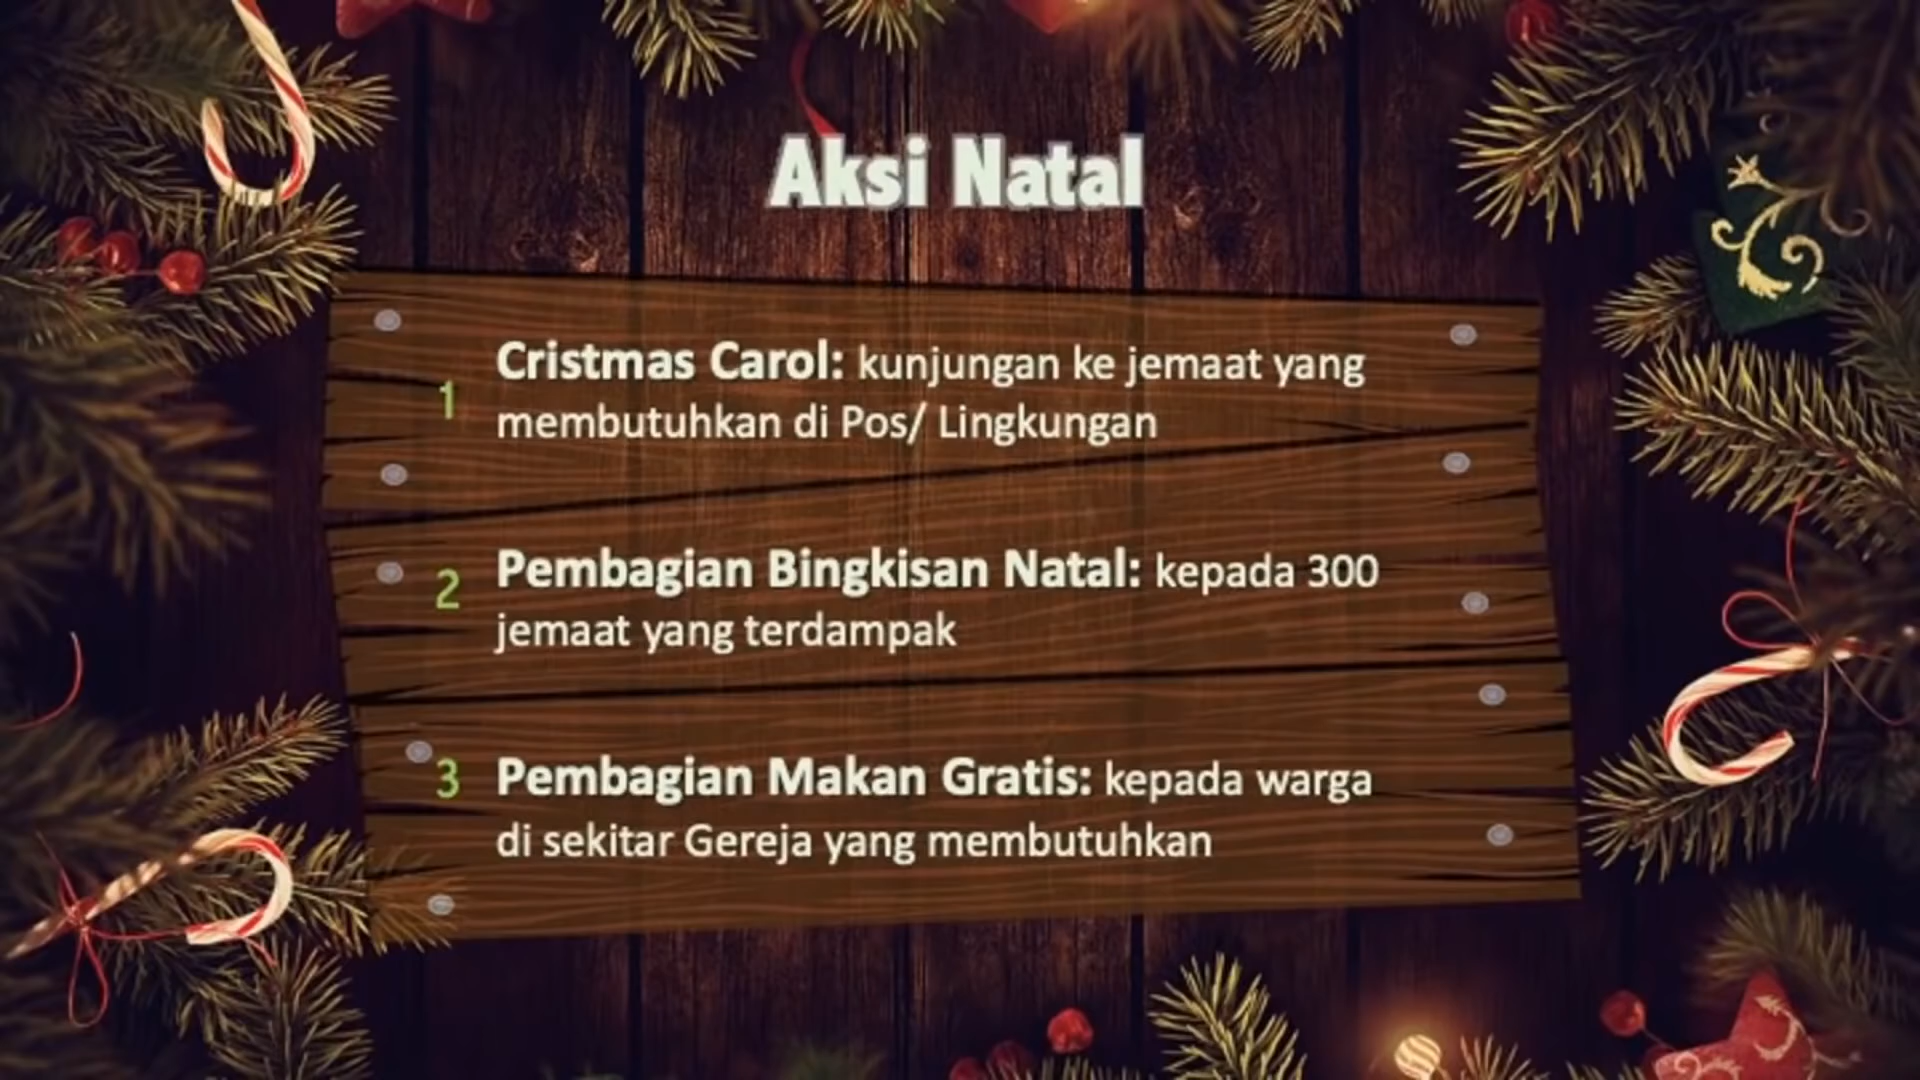 Aksi Natal
1
Cristmas Carol: kunjungan ke jemaat yang
membutuhkan di Pos/ Lingkungan
2
Pembagian Bingkisan Natal: kepada 300
jemaat yang terdampak
3
Pembagian Makan Gratis: kepada warga
di sekitar Gereja yang membutuhkan